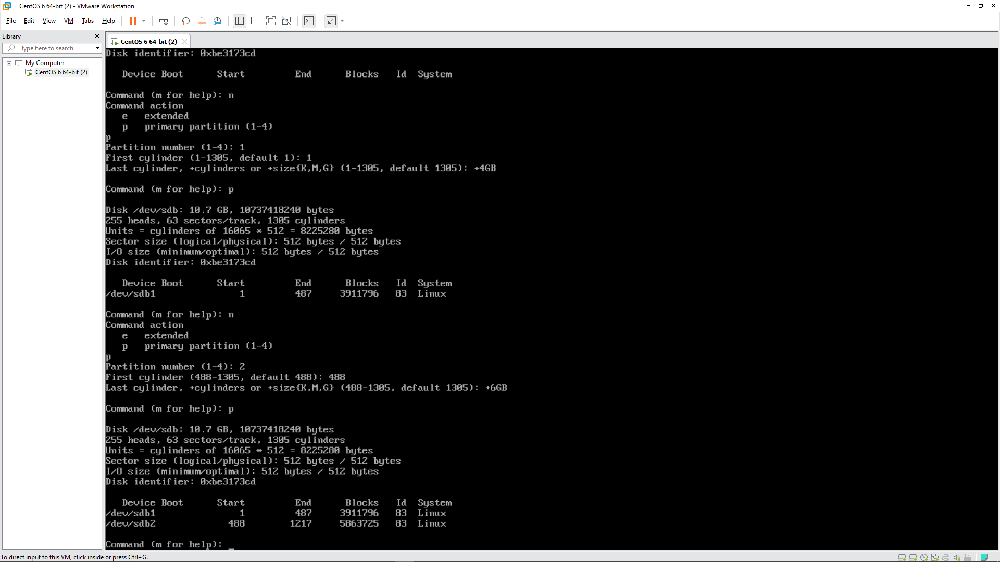 CentOS 6 64-bit (2) - VMware Workstation
File Edit View VM Tabs Help
Library
Type here to search
My Computer
CentOS 6 64-bit (2)
CentOS 6 64-bit (2)
Disk identifier: 0xbe3173cd
Device Boot Start End Blocks Id System
Command (m for help): n
Command action
e extended
p primary partition (1-4)
p
Partition number (1-4): 1
First cylinder (1-1305, default 1): 1
Last cylinder, +cylinders or +size{K,M,G} (1-1305, default 1305): +4GB
Command (m for help): p
Disk /dev/sdb: 10.7 GB, 10737418240 bytes
255 heads, 63 sectors/track, 1305 cylinders
Units = cylinders of 16065 * 512 = 8225280 bytes
Sector size (logical/physical): 512 bytes / 512 bytes
I/O size (minimum/optimal): 512 bytes / 512 bytes
Disk identifier: 0xbe3173cd
Device Boot Start End Blocks Id System
/dev/sdb1 1 487 3911796 83 Linux
Command (m for help): n
Command action
e extended
p primary partition (1-4)
p
Partition number (1-4): 2
First cylinder (488-1305, default 488): 488
Last cylinder, +cylinders or +size{K,M,G} (488-1305, default 1305): +6GB
Command (m for help): p
Disk /dev/sdb: 10.7 GB, 10737418240 bytes
255 heads, 63 sectors/track, 1305 cylinders
Units = cylinders of 16065 * 512 = 8225280 bytes
Sector size (logical/physical): 512 bytes / 512 bytes
I/O size (minimum/optimal): 512 bytes / 512 bytes
Disk identifier: 0xbe3173cd
Device Boot Start End Blocks Id System
/dev/sdb1 1 487 3911796 83 Linux
/dev/sdb2 488 1217 5863725 83 Linux
Command (m for help): _
To direct input to this VM, click inside or press Ctrl+G.